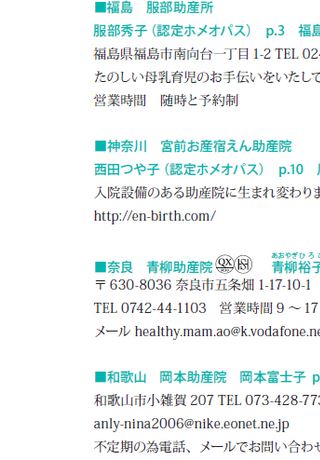 ■福島　服部助産所
服部秀子（認定ホメオパス）　p.3　福島
福島県福島市南向台一丁目 1-2 TEL 02
たのしい母乳育児のお手伝いをいたして
営業時間　随時と予約制
■神奈川　宮前お産宿えん助産院
西田つや子（認定ホメオパス）　p.10
入院設備のある助産院に生まれ変わりま
http://en-birth.com/
あおやぎひろ
■奈良　青柳助産院 QX 青柳裕子
〒 630-8036 奈良市五条畑 1-17-10-1
TEL 0742-44-1103　営業時間 9 ～ 17
メール healthy.mam.ao@k.vodafone.ne
■和歌山　岡本助産院　岡本富士子 p
和歌山市小雑賀 207 TEL 073-428-773
anly-nina2006@nike.eonet.ne.jp
不定期の為電話、メールでお問い合わせ